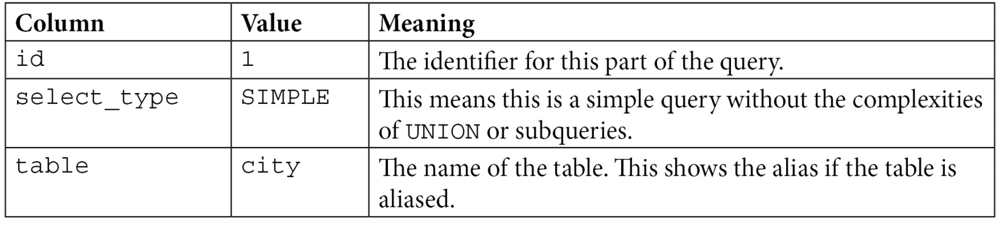 Column Value Meaning
id 1 The identifier for this part of the query.
select_type SIMPLE This means this is a simple query without the complexities
of UNION or subqueries.
table city The name of the table. This shows the alias if the table is
aliased.